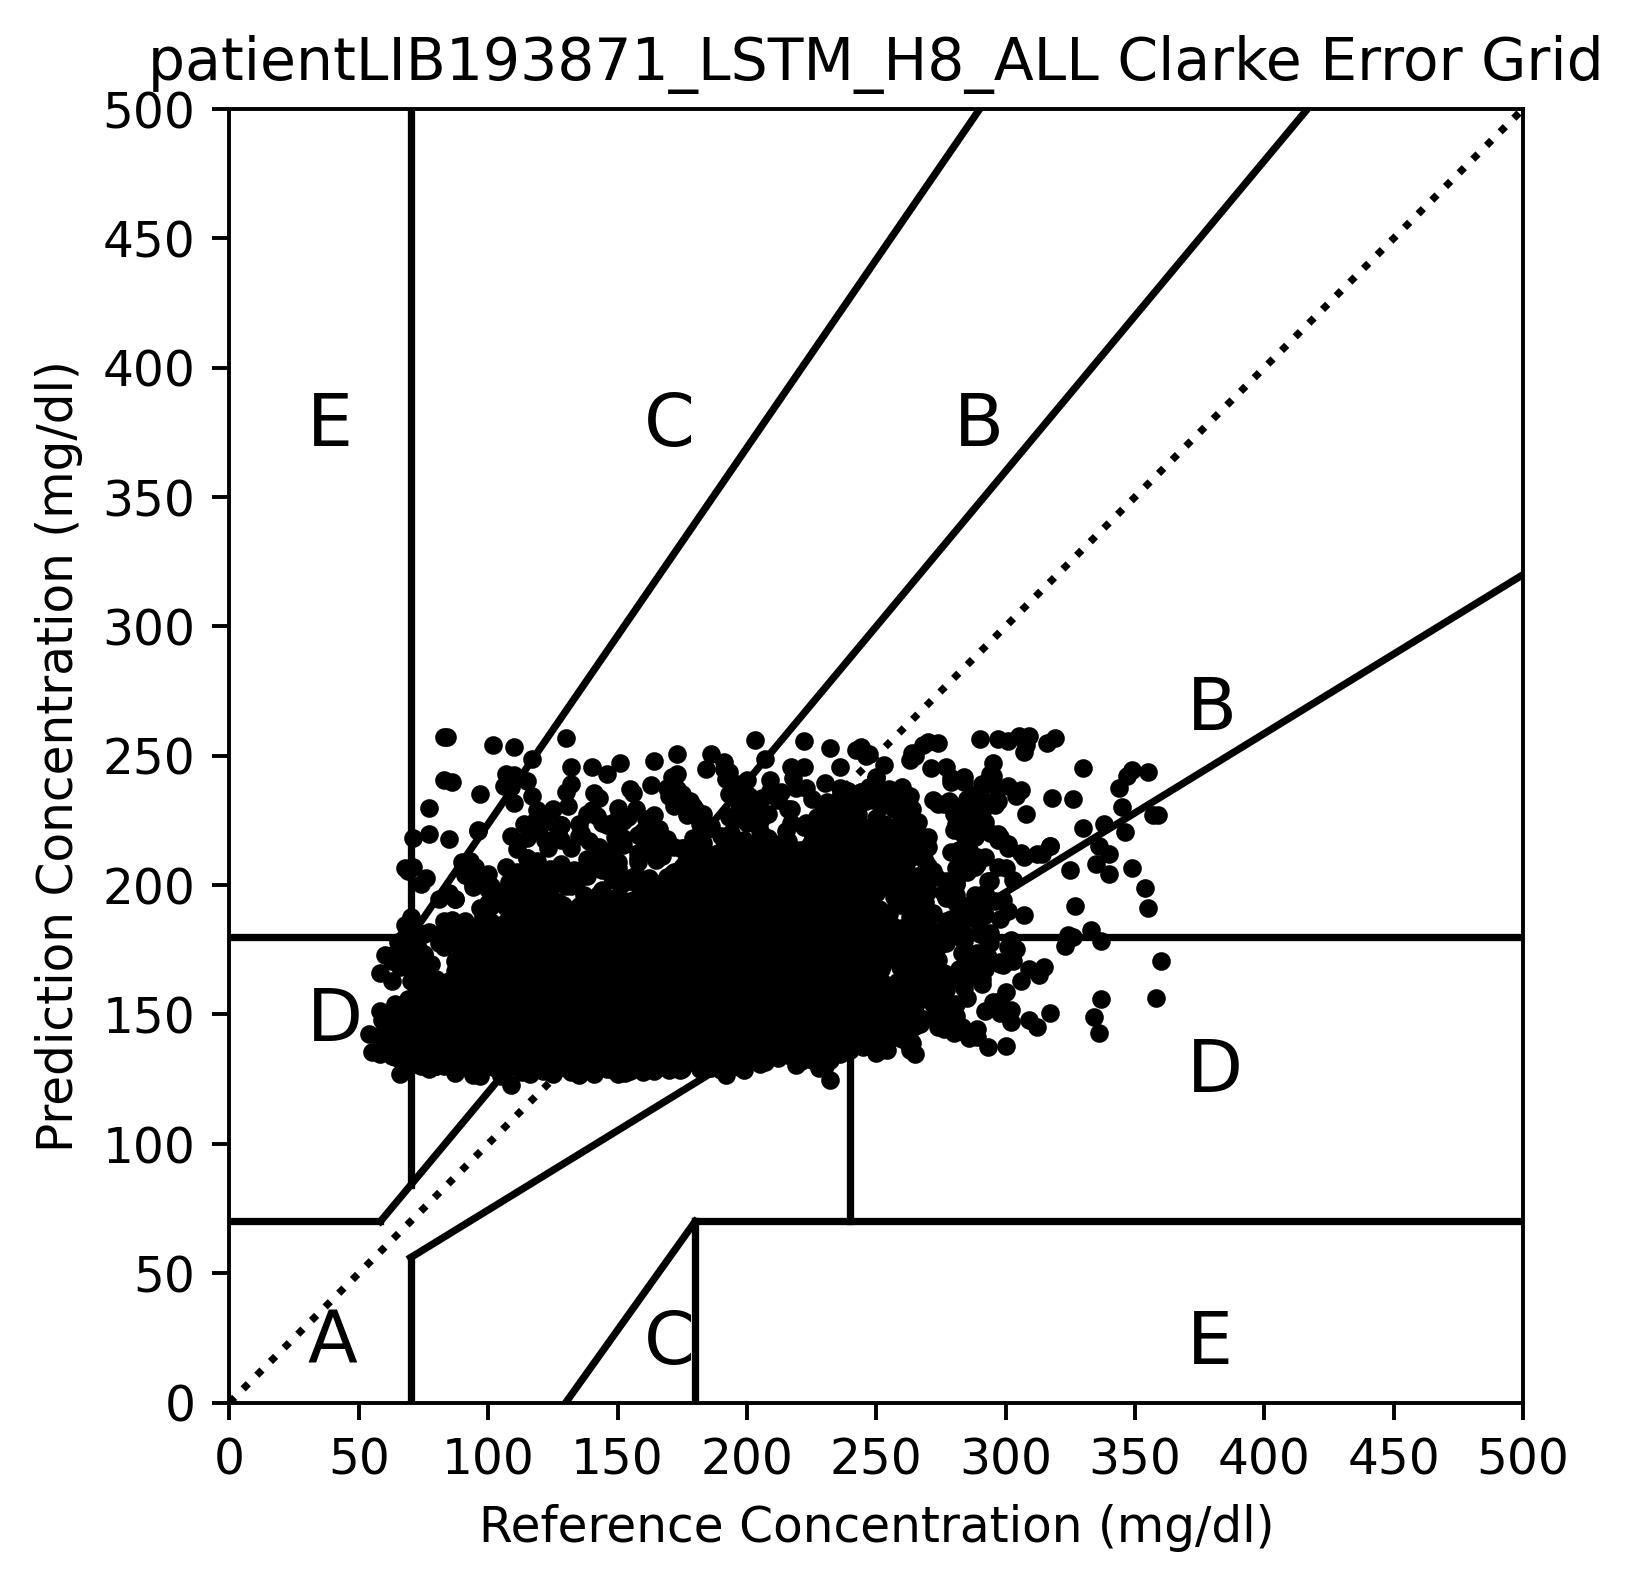 patientLIB193871_LSTM_H8_ALL Clarke Error Grid
500
450
400
350
300
250
200
150
100
50
0
Prediction Concentration (mg/dl)
E
C
B
B
D
D
A
C
E
0 50 100 150 200 250 300 350 400 450 500
Reference Concentration (mg/dl)